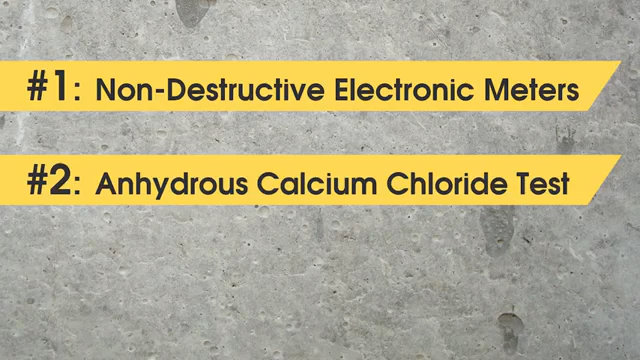 #1: Non-Destructive Electronic Meters
#2: Anhydrous Calcium Chloride Test